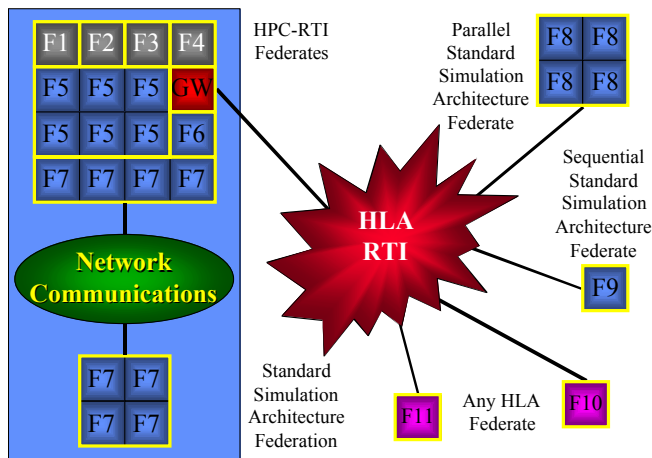 F1 F2 F3 F4
F5 F5 F5 GW
F5 F5 F5 F6
F7 F7 F7 F7
Network
Communications
F7 F7
F7 F7
HPC-RTI
Federates
Parallel
Standard
Simulation
Architecture
Federate
F8 F8
F8 F8
HLA
RTI
Sequential
Standard
Simulation
Architecture
Federate
F9
Standard
Simulation
Architecture
Federation
F11
Any HLA
Federate
F10